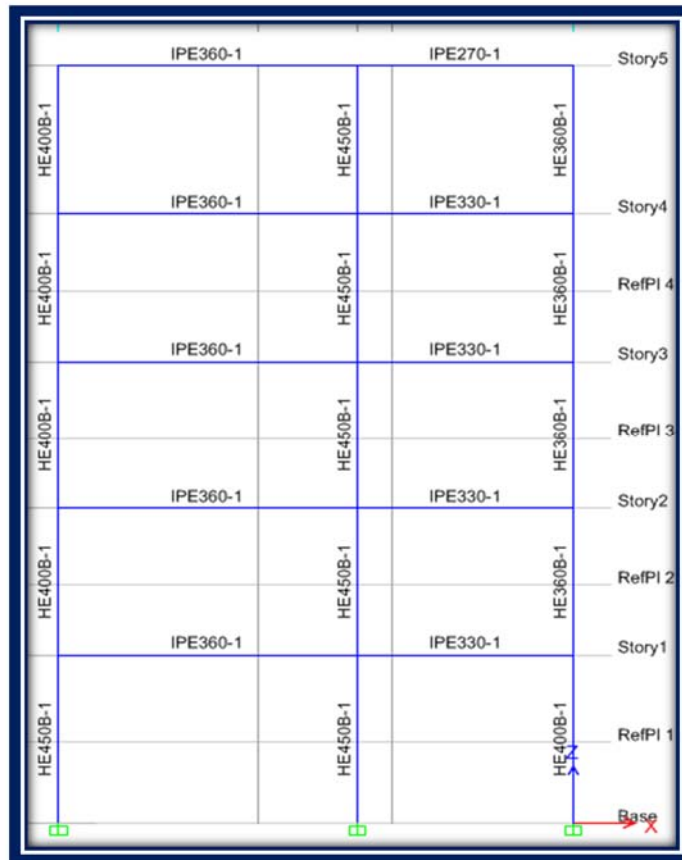 IPE360-1 IPE270-1 Story5
HE400B-1 HE450B-1 HE360B-1
IPE360-1 IPE330-1 Story4
HE400B-1 HE450B-1 HE360B-1 RefPl 4
IPE360-1 IPE330-1 Story3
HE400B-1 HE450B-1 HE360B-1 RefPl 3
IPE360-1 IPE330-1 Story2
HE400B-1 HE450B-1 HE360B-1 RefPl 2
IPE360-1 IPE330-1 Story1
HE450B-1 HE450B-1 HE400B-1 RefPl 1
Z
Base
X